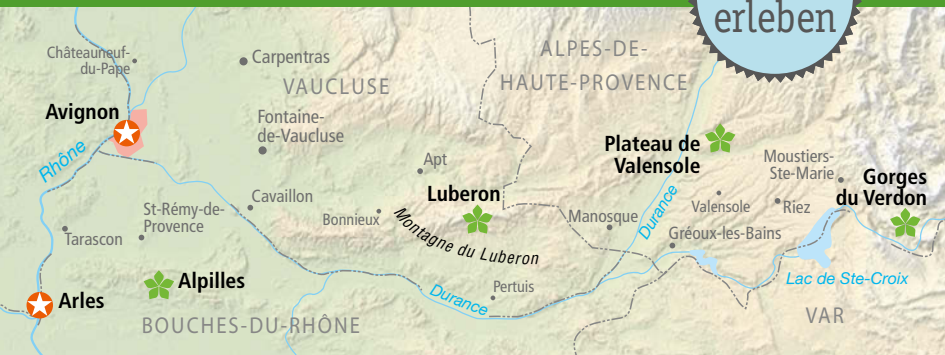 erleben
Châteauneuf-
du-Pape
Carpentras
VAUCLUSE
ALPES-DE-
HAUTE-PROVENCE
Avignon
Fontaine-
de-Vaucluse
Rhône
Apt
Plateau de
Valensole
Moustiers-
Ste-Marie
Gorges
du Verdon
Luberon
Cavaillon
St-Rémy-de-
Provence
Bonnieux
Montagne du Luberon
Manosque
Durance
Valensole
Riez
Tarascon
Gréoux-les-Bains
Alpilles
Lac de Ste-Croix
Arles
Durance
Pertuis
BOUCHES-DU-RHÔNE
VAR